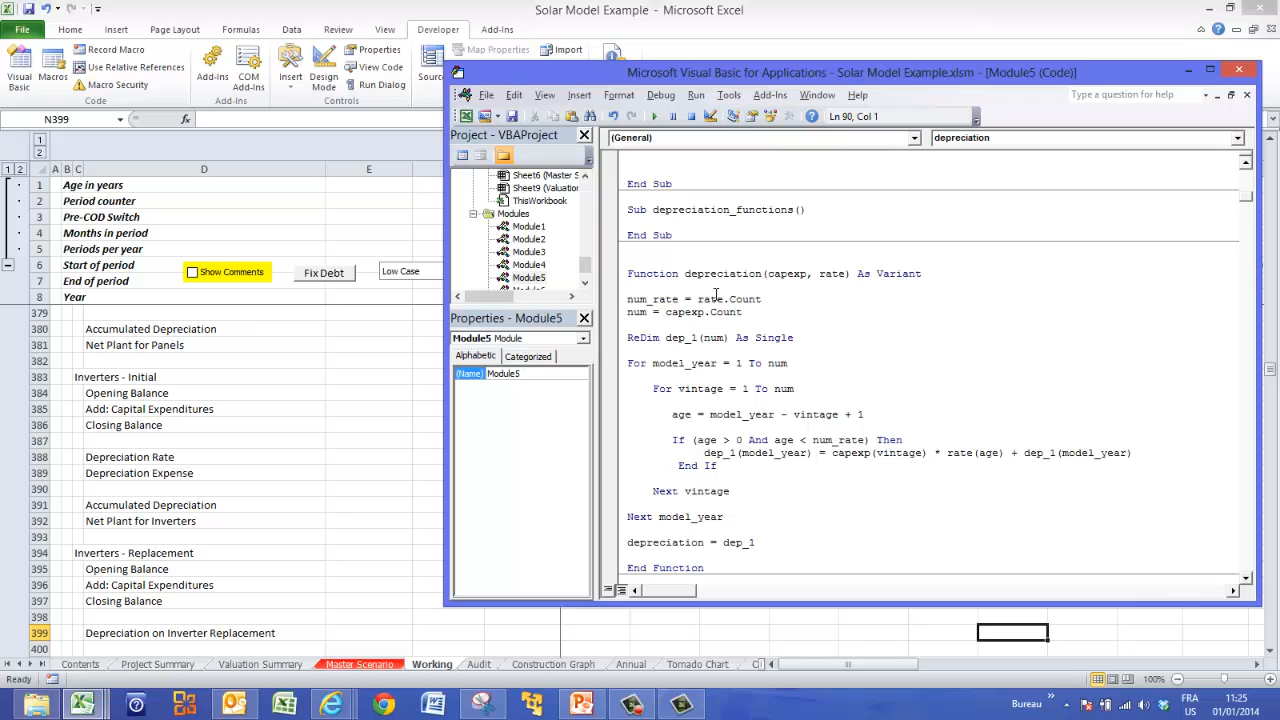 Solar Model Example - Microsoft Excel
File Home Insert Page Layout Formulas Data Review View Developer Add-Ins
Visual Basic
Macros
Record Macro
Use Relative References
Macro Security
Code
Add-Ins
COM Add-Ins
Add-Ins
Insert
Design Mode
Properties
View Code
Run Dialog
Controls
Map Properties
Import
N399
fx
1
2
1 2
A B C D E
1 Age in years
2 Period counter
3 Pre-COD Switch
4 Months in period
5 Periods per year
6 Start of period
7 End of period
8 Year
Show Comments
Fix Debt
Low Case
379
380 Accumulated Depreciation
381 Net Plant for Panels
382
383 Inverters - Initial
384 Opening Balance
385 Add: Capital Expenditures
386 Closing Balance
387
388 Depreciation Rate
389 Depreciation Expense
390
391 Accumulated Depreciation
392 Net Plant for Inverters
393
394 Inverters - Replacement
395 Opening Balance
396 Add: Capital Expenditures
397 Closing Balance
398
399 Depreciation on Inverter Replacement
400
Microsoft Visual Basic for Applications - Solar Model Example.xlsm - [Module5 (Code)]
File Edit View Insert Format Debug Run Tools Add-Ins Window Help
Type a question for help
Ln 90, Col 1
Project - VBAProject
Sheet6 (Master S
Sheet9 (Valuation
ThisWorkbook
Modules
Module1
Module2
Module3
Module4
Module5
Properties - Module5
Module5 Module
Alphabetic Categorized
(Name) Module5
(General) depreciation
End Sub
Sub depreciation_functions()
End Sub
Function deprecition(capexp, rate) As Variant
num_rate = rate.Count
num = capexp.Count
ReDim dep_1(num) As Single
For model_year = 1 To num
For vintage = 1 To num
age = model_year - vintage + 1
If (age > 0 And age < num_rate) Then
dep_1(model_year) = capexp(vintage) * rate(age) + dep_1(model_year)
End If
Next vintage
Next model_year
depreciation = dep_1
End Function
Contents Project Summary Valuation Summary Master Scenario Working Audit Construction Graph Annual Tornado Chart
Ready
100%
Bureau
FRA
US
11:25
01/01/2014